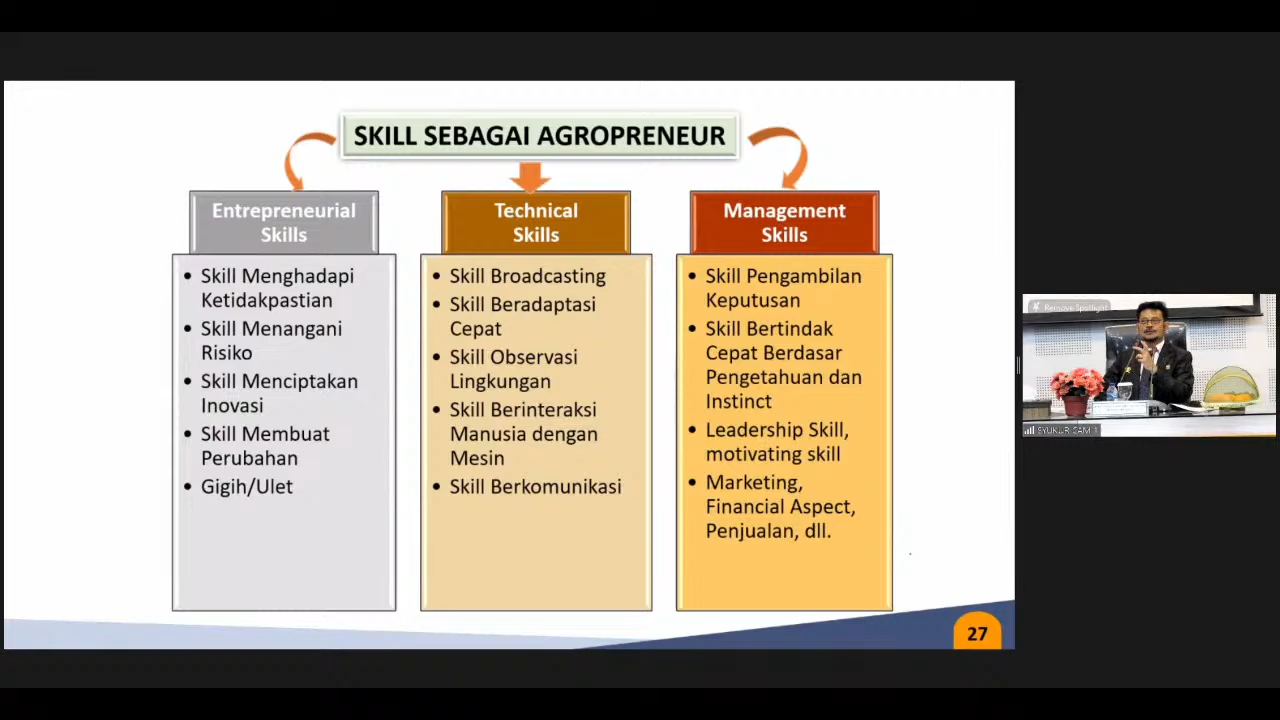 SKILL SEBAGAI AGROPRENEUR
Entrepreneurial
Skills
• Skill Menghadapi
Ketidakpastian
• Skill Menangani
Risiko
• Skill Menciptakan
Inovasi
• Skill Membuat
Perubahan
• Gigih/Ulet
Technical
Skills
• Skill Broadcasting
• Skill Beradaptasi
Cepat
• Skill Observasi
Lingkungan
• Skill Berinteraksi
Manusia dengan
Mesin
• Skill Berkomunikasi
Management
Skills
• Skill Pengambilan
Keputusan
• Skill Bertindak
Cepat Berdasar
Pengetahuan dan
Instinct
• Leadership Skill,
motivating skill
• Marketing,
Financial Aspect,
Penjualan, dll.
27
Remove Spotlight